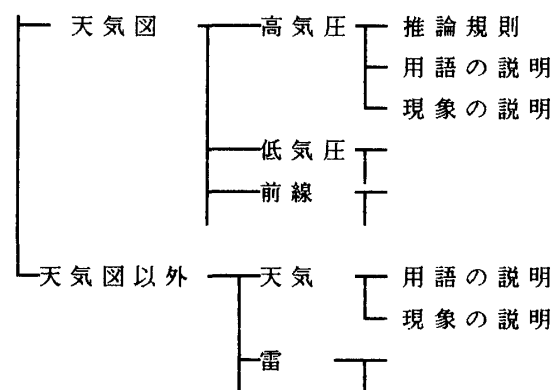 天気図 高気圧 推論規則
用語の説明
現象の説明
低気圧
前線
天気図以外 天気 用語の説明
現象の説明
雷